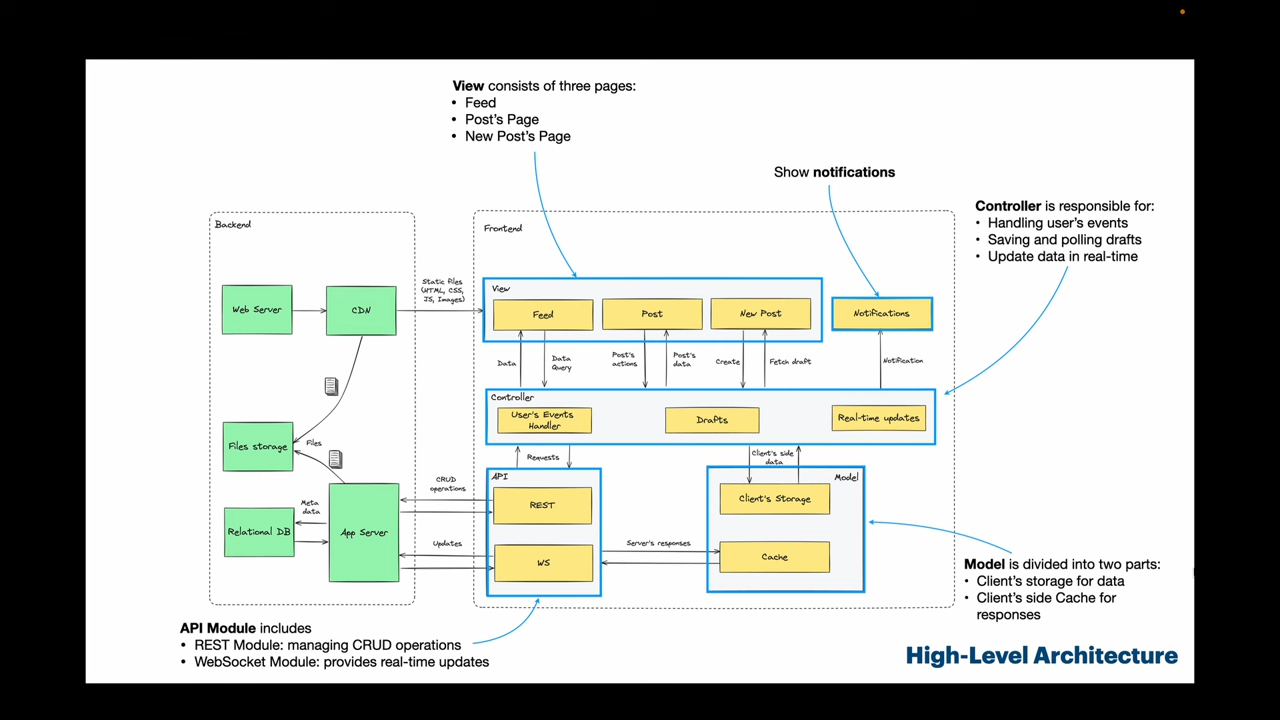 View consists of three pages:
• Feed
• Post's Page
• New Post's Page
Show notifications
Controller is responsible for:
• Handling user's events
• Saving and polling drafts
• Update data in real-time
Backend
Frontend
Static files
(HTML, CSS,
JS, Images)
View
Web Server
CDN
Feed
Post
New Post
Notifications
Data
Data
Query
Post's
actions
Post's
data
Create
Fetch draft
Notification
Controller
User's Events
Handler
Drafts
Real-time updates
Files storage
Files
Requests
Client's side
data
CRUD
operations
API
Model
REST
Client's Storage
Meta
data
Relational DB
App Server
Updates
Server's responses
WS
Cache
Model is divided into two parts:
• Client's storage for data
• Client's side Cache for
responses
API Module includes
• REST Module: managing CRUD operations
• WebSocket Module: provides real-time updates
High-Level Architecture